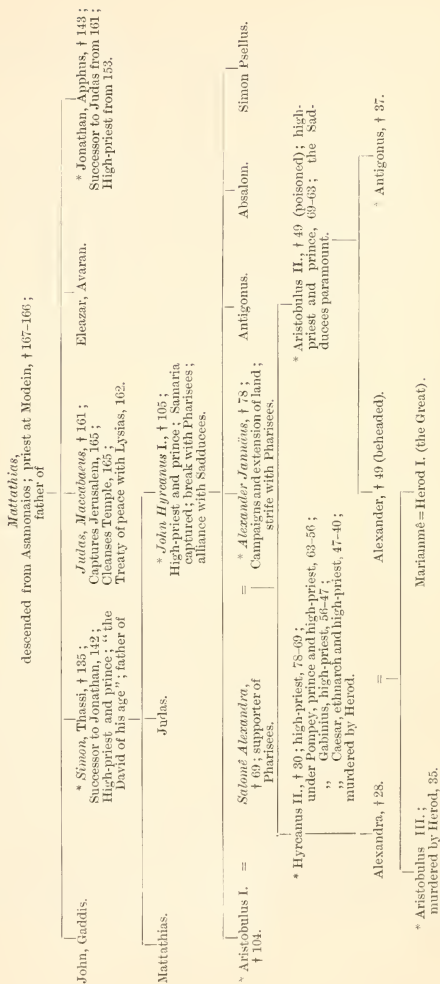 Mattathias,
descended from Asamonaios; priest at Modein, † 167-166;
father of
John, Gaddis.
* Simon, Thassi, † 135;
Successor to Jonathan, 142;
High-priest and prince; "the
David of his age"; father of
Judas, Maccabaeus, † 161;
Captures Jerusalem, 165;
Cleanses Temple, 165;
Treaty of peace with Lysias, 162.
Eleazar, Avaran.
* Jonathan, Apphus, † 143;
Successor to Judas from 161;
High-priest from 153.
Mattathias.
Judas.
* John Hyrcanus I., † 105;
High-priest and prince; Samaria
captured; break with Pharisees;
alliance with Sadducees.
* Aristobulus I.
† 104.
=
Salomê Alexandra,
† 69; supporter of
Pharisees.
=
* Alexander Jannäus, † 78;
Campaigns and extension of land;
strife with Pharisees.
Antigonus.
Absalom.
Simon Psellus.
* Hyrcanus II., † 30; high-priest, 78-69;
under Pompey, prince and high-priest, 63-56;
„ Gabinius, high-priest, 56-47;
„ Caesar, ethnarch and high-priest, 47-40;
murdered by Herod.
* Aristobulus II., † 49 (poisoned); high-
priest and prince, 69-63; the Sad-
ducees paramount.
Alexandra, † 28.
=
Alexander, † 49 (beheaded).
* Antigonus, † 37.
* Aristobulus III.;
murdered by Herod, 35.
Mariammê = Herod I. (the Great).